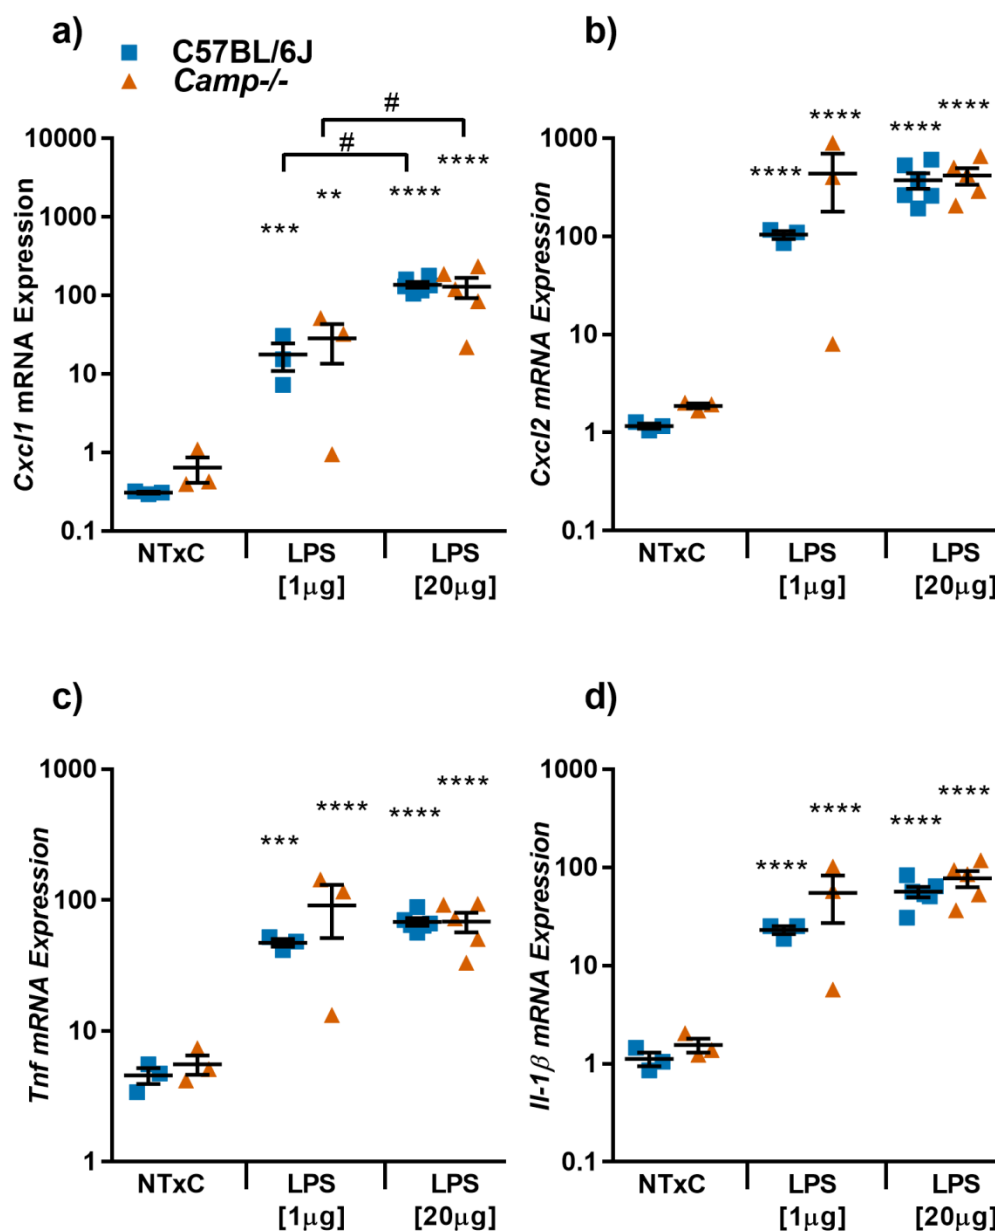 a)
C57BL/6J
Camp-/-
#
#
****
****
**
***
Cxcl1 mRNA Expression
10000
1000
100
10
1
0.1
NTxC
LPS
[1μg]
LPS
[20μg]
b)
****
****
****
****
Cxcl2 mRNA Expression
1000
100
10
1
0.1
NTxC
LPS
[1μg]
LPS
[20μg]
c)
****
****
****
***
Tnf mRNA Expression
1000
100
10
1
NTxC
LPS
[1μg]
LPS
[20μg]
d)
****
****
****
****
Il-1β mRNA Expression
1000
100
10
1
0.1
NTxC
LPS
[1μg]
LPS
[20μg]